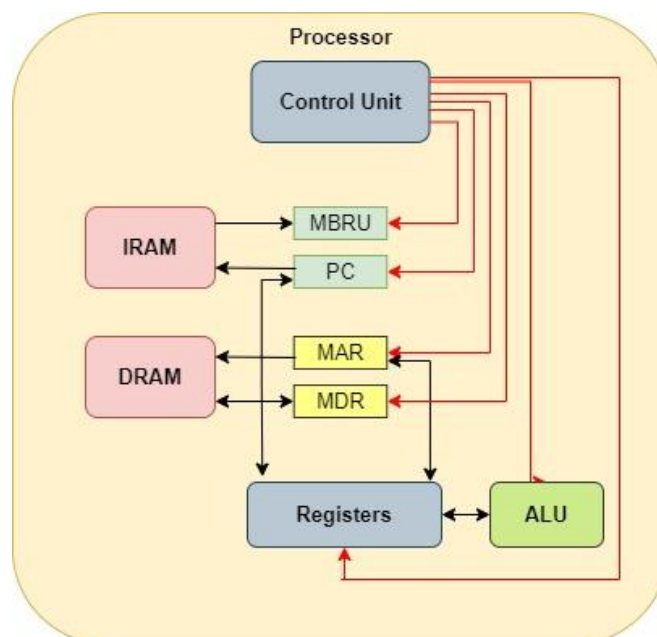 Processor
Control Unit
MBRU
IRAM
PC
MAR
DRAM
MDR
Registers
ALU